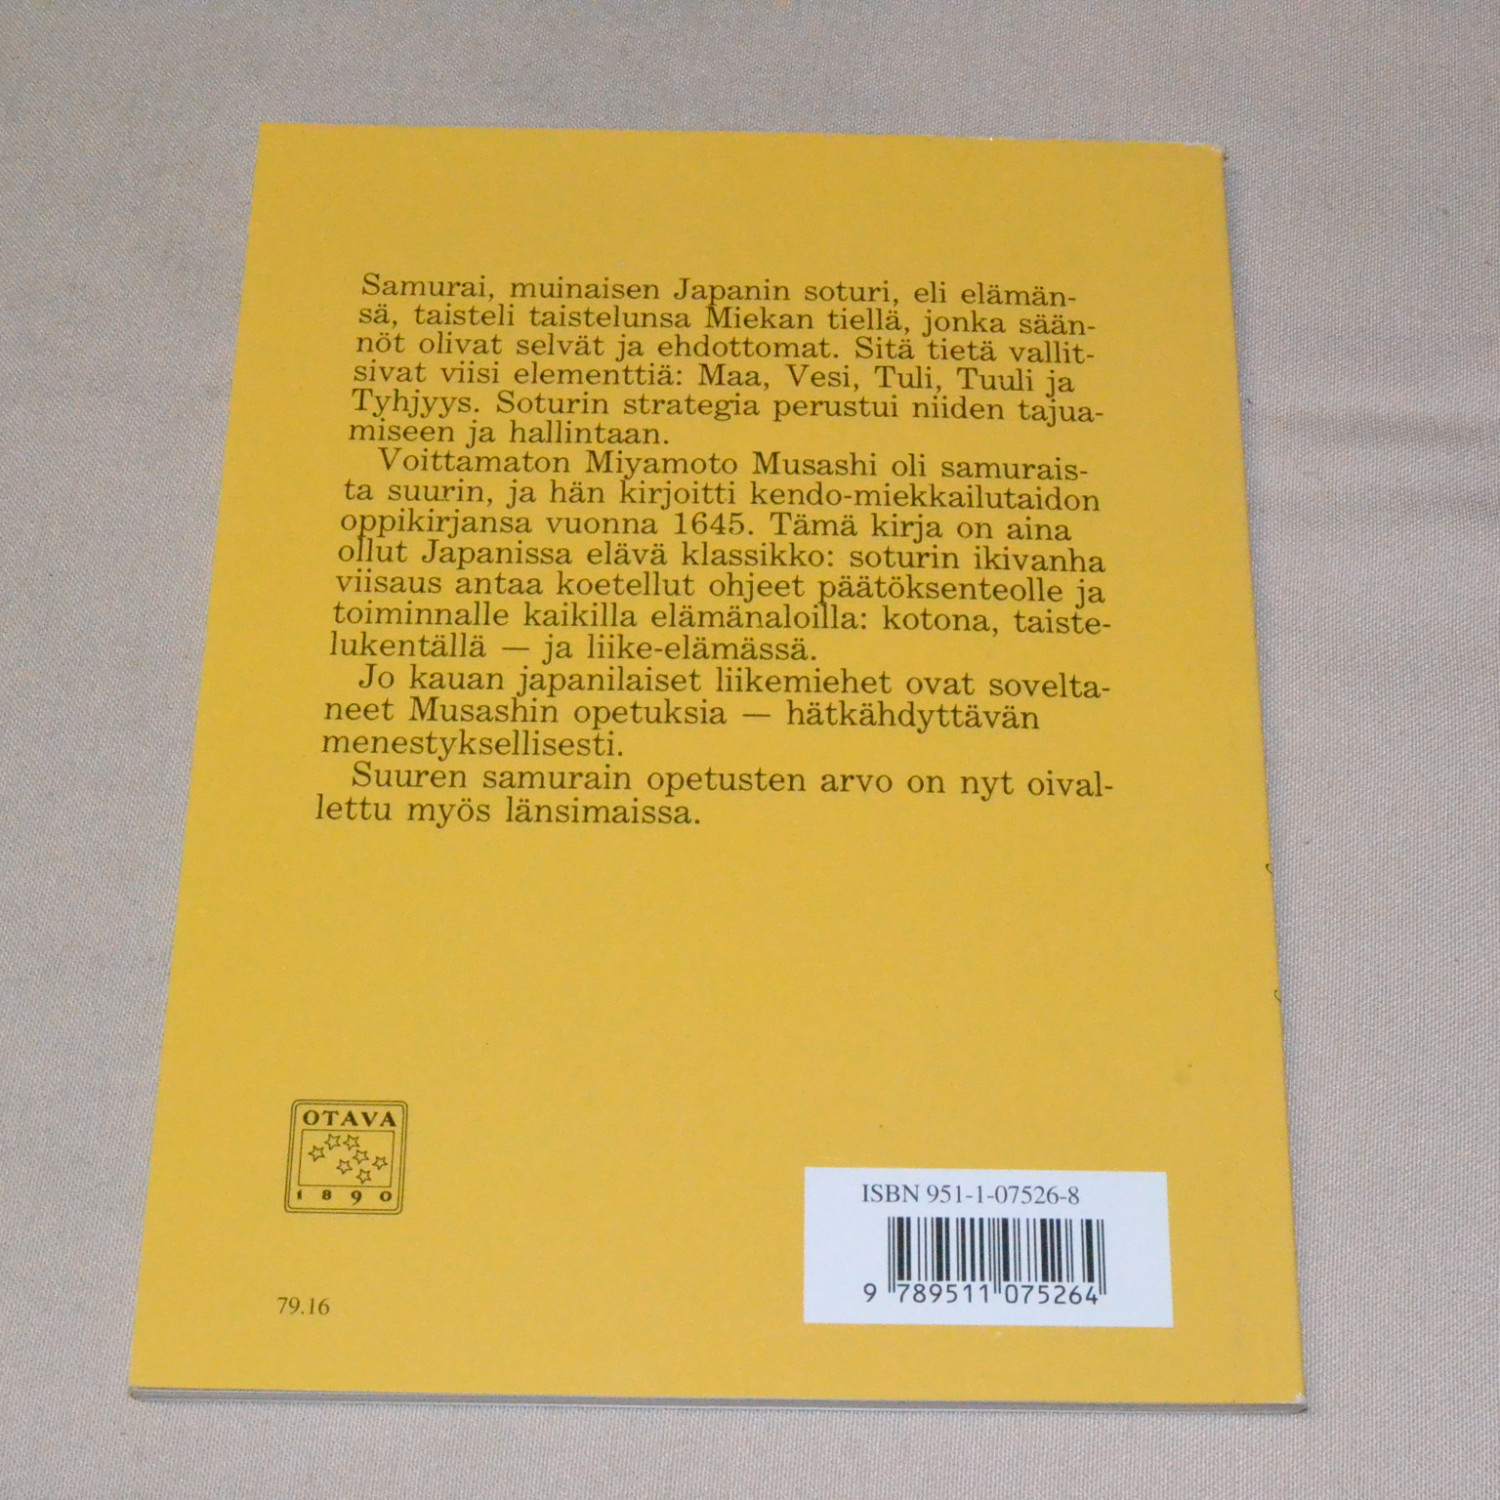 Samurai, muinaisen Japanin soturi, eli elämän-
sä, taisteli taistelunsa Miekan tiellä, jonka sään-
nöt olivat selvät ja ehdottomat. Sitä tietä vallit-
sivat viisi elementtiä: Maa, Vesi, Tuli, Tuuli ja
Tyhjyys. Soturin strategia perustui niiden tajua-
miseen ja hallintaan.
Voittamaton Miyamoto Musashi oli samurais-
ta suurin, ja hän kirjoitti kendo-miekkailutaidon
oppikirjansa vuonna 1645. Tämä kirja on aina
ollut Japanissa elävä klassikko: soturin ikivanha
viisaus antaa koetellut ohjeet päätöksenteolle ja
toiminnalle kaikilla elämänaloilla: kotona, taiste-
lukentällä — ja liike-elämässä.
Jo kauan japanilaiset liikemiehet ovat sovelta-
neet Musashin opetuksia — hätkähdyttävän
menestyksellisesti.
Suuren samurain opetusten arvo on nyt oival-
lettu myös länsimaissa.
OTAVA
1890
79.16
ISBN 951-1-07526-8
9 789511 075264